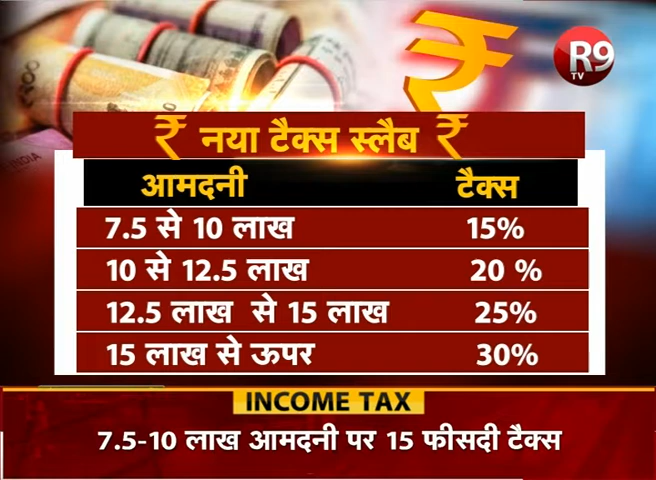 R9
TV
₹ नया टैक्स स्लैब ₹
आमदनी टैक्स
7.5 से 10 लाख 15%
10 से 12.5 लाख 20 %
12.5 लाख से 15 लाख 25%
15 लाख से ऊपर 30%
INCOME TAX
7.5-10 लाख आमदनी पर 15 फीसदी टैक्स